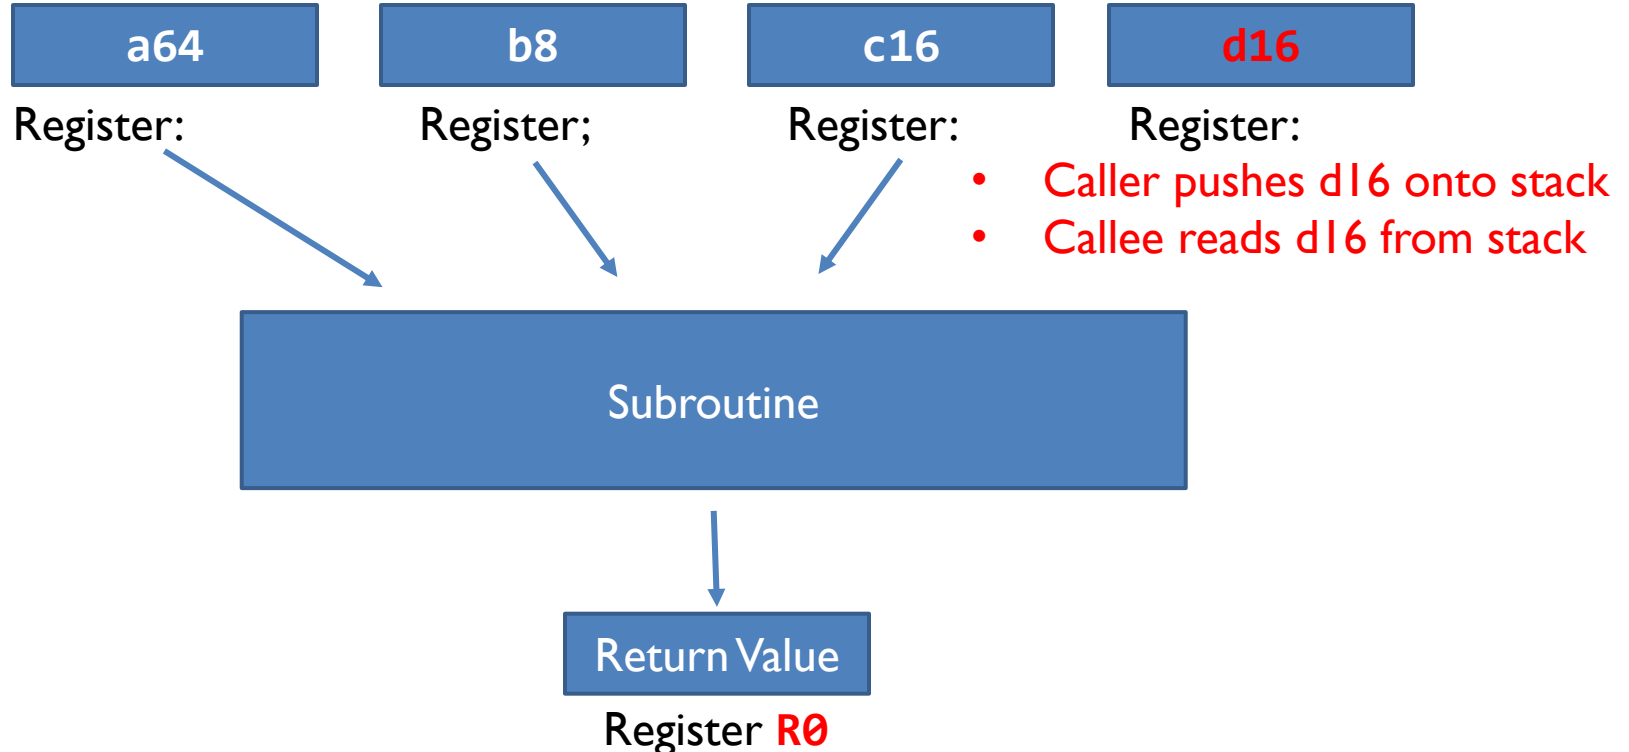 a64
b8
c16
d16
Register:
Register;
Register:
Register:
• Caller pushes d16 onto stack
• Callee reads d16 from stack
Subroutine
Return Value
Register R0